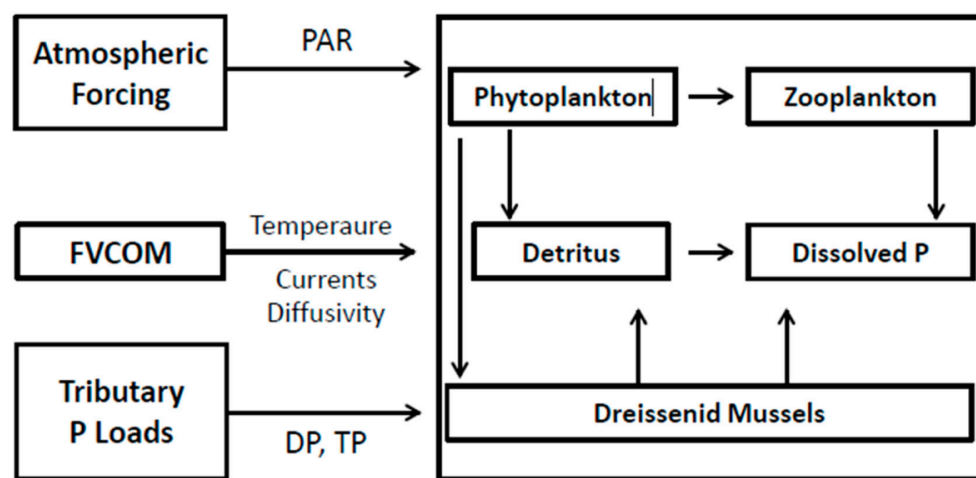 Atmospheric
Forcing
PAR
Phytoplankton
Zooplankton
FVCOM
Temperaure
Currents
Diffusivity
Detritus
Dissolved P
Tributary
P Loads
DP, TP
Dreissenid Mussels